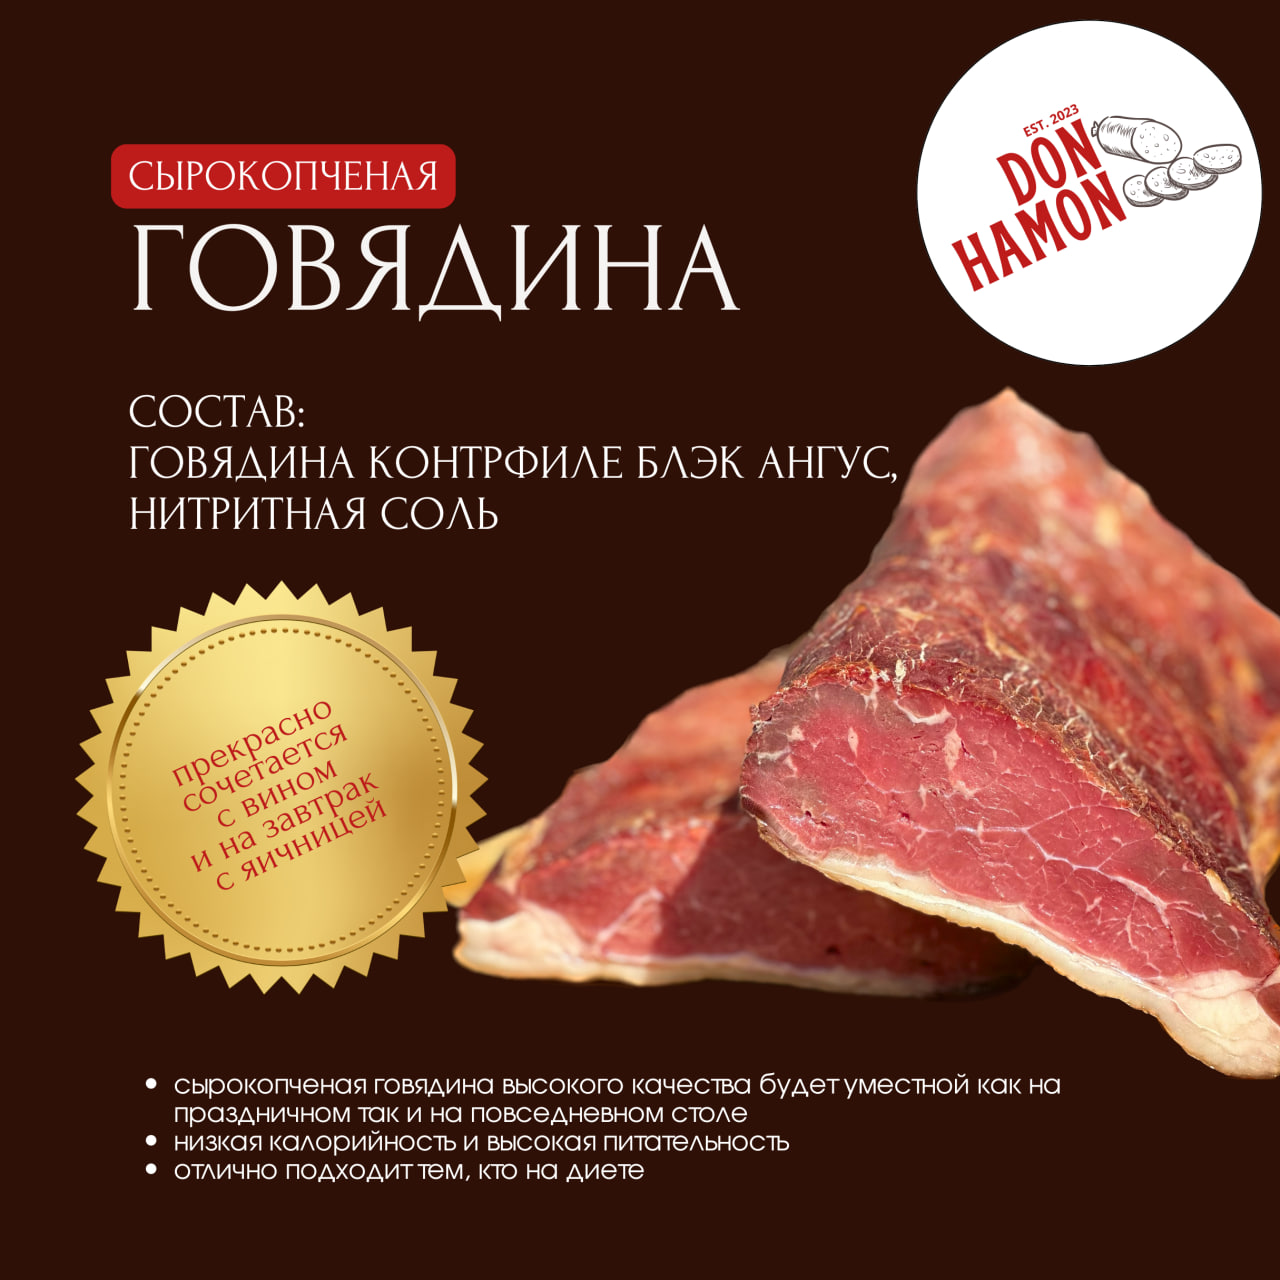 EST. 2023
DON
HAMON
СЫРОКОПЧЕНАЯ
ГОВЯДИНА
СОСТАВ:
ГОВЯДИНА КОНТРФИЛЕ БЛЭК АНГУС,
НИТРИТНАЯ СОЛЬ
прекрасно
сочетается
с вином
и на завтрак
с яичницей
• сырокопченая говядина высокого качества будет уместной как на
праздничном так и на повседневном столе
• низкая калорийность и высокая питательность
• отлично подходит тем, кто на диете